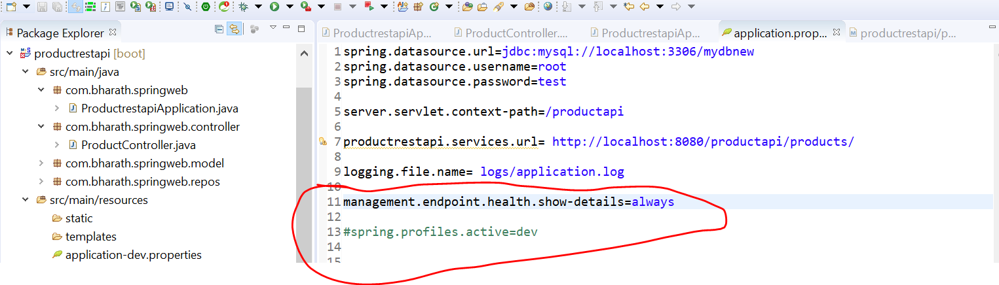 Package Explorer
productrestapi [boot]
src/main/java
com.bharath.springweb
ProductrestapiApplication.java
com.bharath.springweb.controller
ProductController.java
com.bharath.springweb.model
com.bharath.springweb.repos
src/main/resources
static
templates
application-dev.properties
ProductrestapiAp...
ProductController....
ProductrestapiAp...
application.prop...
productrestapi/p...
1 spring.datasource.url=jdbc:mysql://localhost:3306/mydbnew
2 spring.datasource.username=root
3 spring.datasource.password=test
4
5 server.servlet.context-path=/productapi
6
7 productrestapi.services.url= http://localhost:8080/productapi/products/
8
9 logging.file.name= logs/application.log
10
11 management.endpoint.health.show-details=always
12
13 #spring.profiles.active=dev
14
15